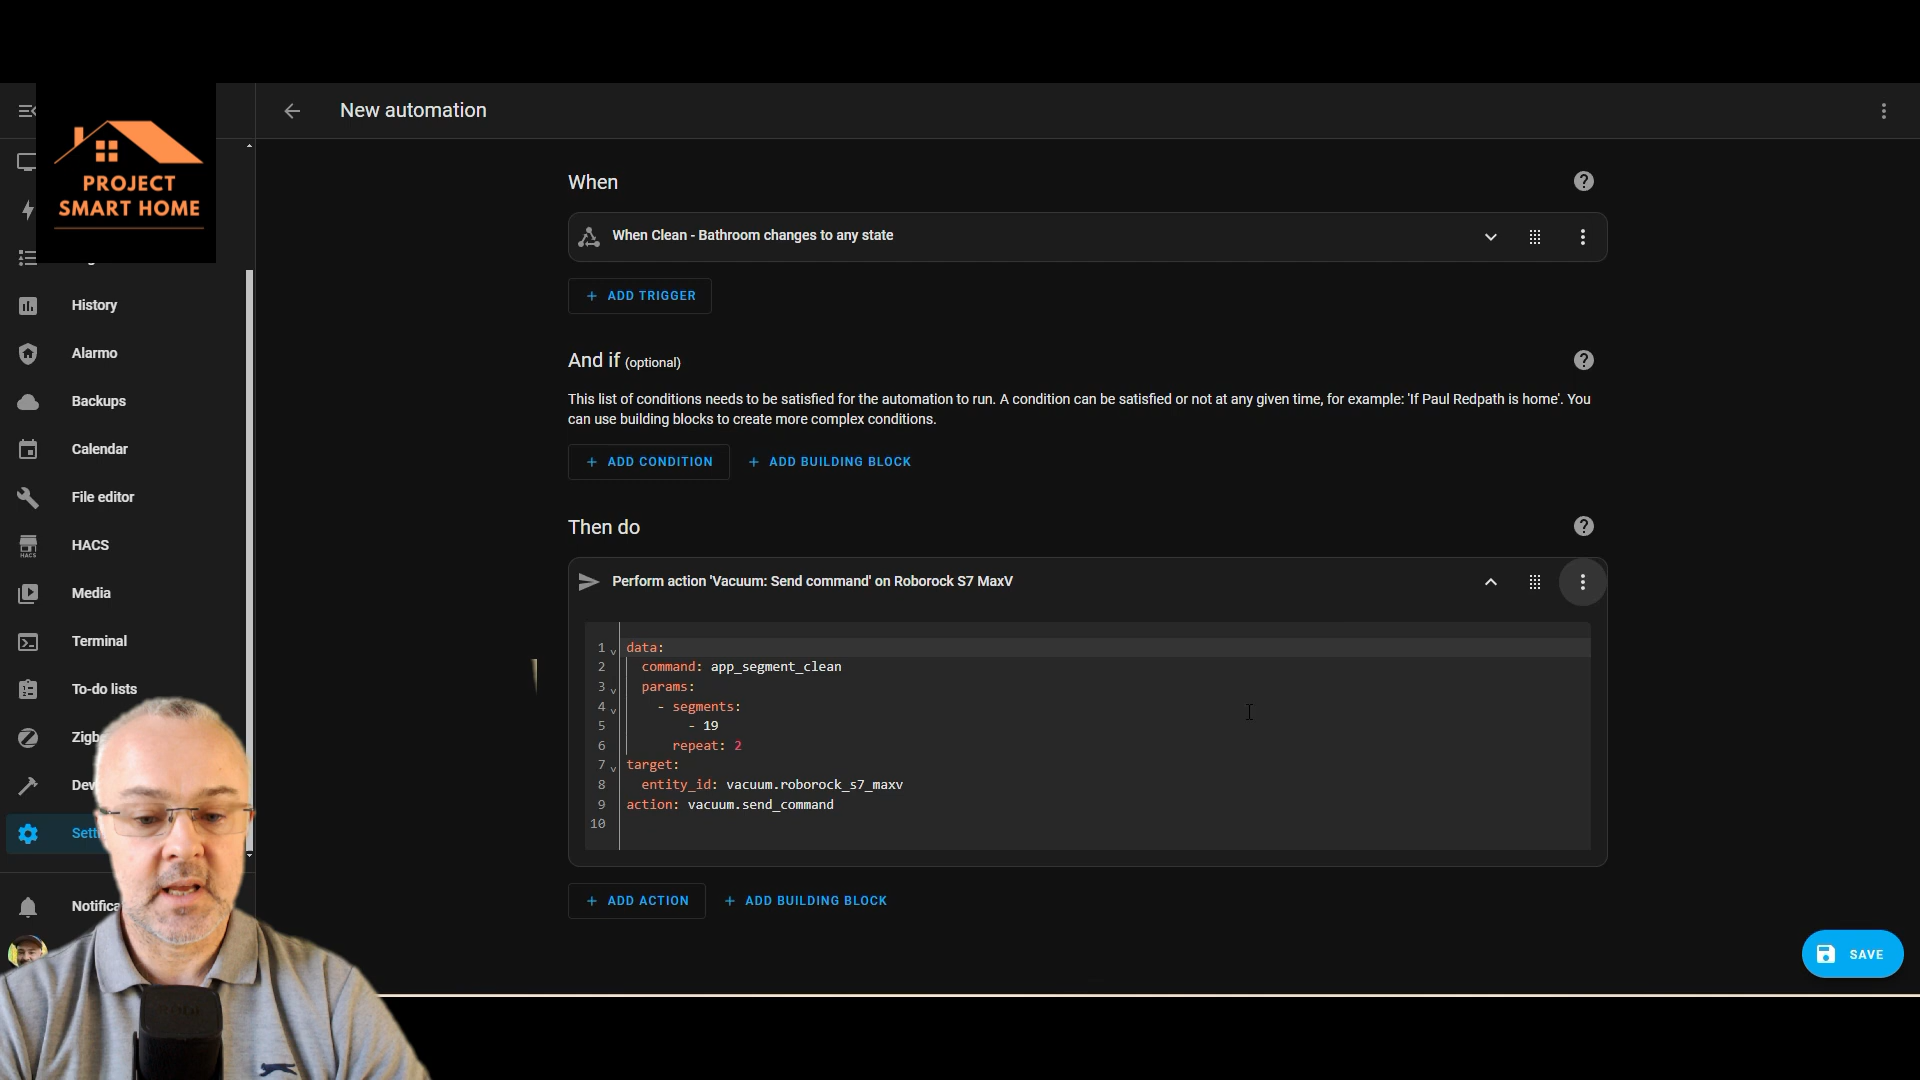 New automation
PROJECT
SMART HOME
History
Alarmo
Backups
Calendar
File editor
HACS
HACS
Media
Terminal
To-do lists
When
When Clean - Bathroom changes to any state
+ ADD TRIGGER
And if (optional)
This list of conditions needs to be satisfied for the automation to run. A condition can be satisfied or not at any given time, for example: 'If Paul Redpath is home'. You
can use building blocks to create more complex conditions.
+ ADD CONDITION + ADD BUILDING BLOCK
Then do
Perform action 'Vacuum: Send command' on Roborock S7 MaxV
1 data:
2 command: app_segment_clean
3 params:
4 - segments:
5 - 19
6 repeat: 2
7 target:
8 entity_id: vacuum.roborock_s7_maxv
9 action: vacuum.send_command
10
+ ADD ACTION + ADD BUILDING BLOCK
SAVE